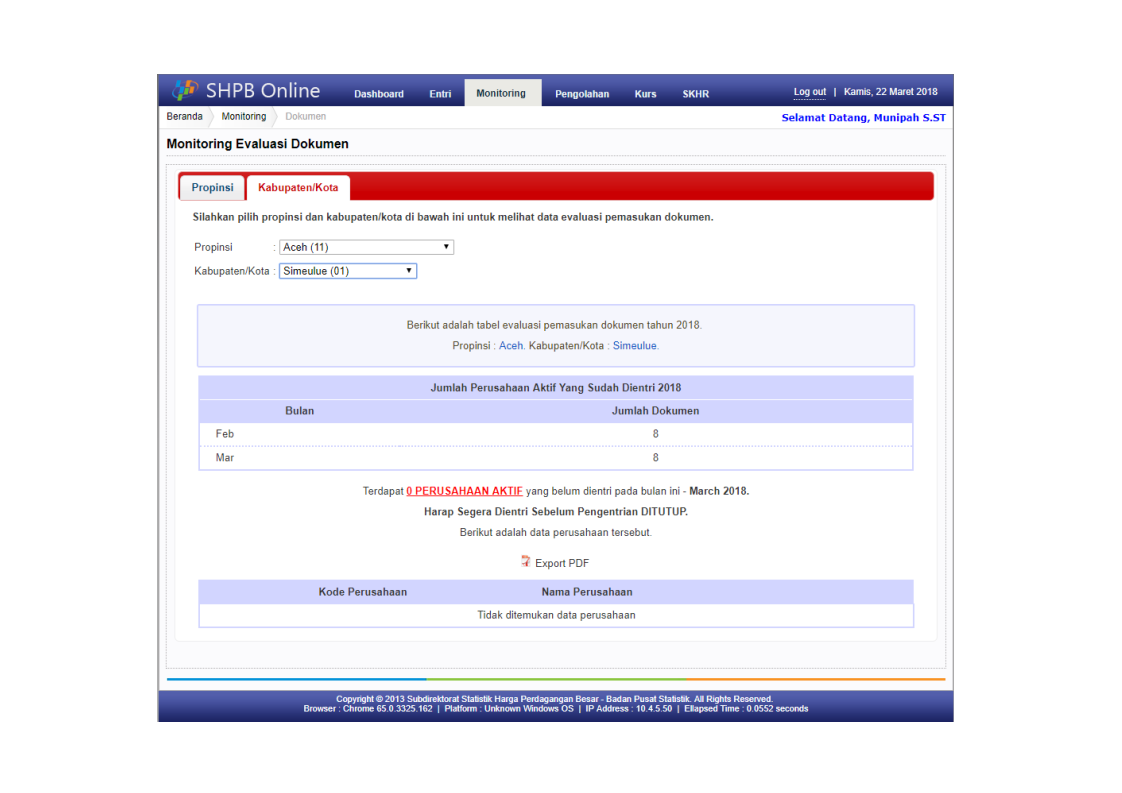 SHPB Online Dashboard Entri Monitoring Pengolahan Kurs SKHR Log out | Kamis, 22 Maret 2018
Beranda Monitoring Dokumen Selamat Datang, Munipah S.ST
Monitoring Evaluasi Dokumen
Propinsi Kabupaten/Kota
Silahkan pilih propinsi dan kabupaten/kota di bawah ini untuk melihat data evaluasi pemasukan dokumen.
Propinsi : Aceh (11)
Kabupaten/Kota : Simeulue (01)
Berikut adalah tabel evaluasi pemasukan dokumen tahun 2018.
Propinsi : Aceh. Kabupaten/Kota : Simeulue.
Jumlah Perusahaan Aktif Yang Sudah Dientri 2018
Bulan Jumlah Dokumen
Feb 8
Mar 8
Terdapat 0 PERUSAHAAN AKTIF yang belum dientri pada bulan ini - March 2018.
Harap Segera Dientri Sebelum Pengentrian DITUTUP.
Berikut adalah data perusahaan tersebut.
Export PDF
Kode Perusahaan Nama Perusahaan
Tidak ditemukan data perusahaan
Copyright © 2013 Subdirektorat Statistik Harga Perdagangan Besar - Badan Pusat Statistik. All Rights Reserved.
Browser : Chrome 65.0.3325.162 | Platform : Unknown Windows OS | IP Address : 10.4.5.50 | Ellapsed Time : 0.0552 seconds